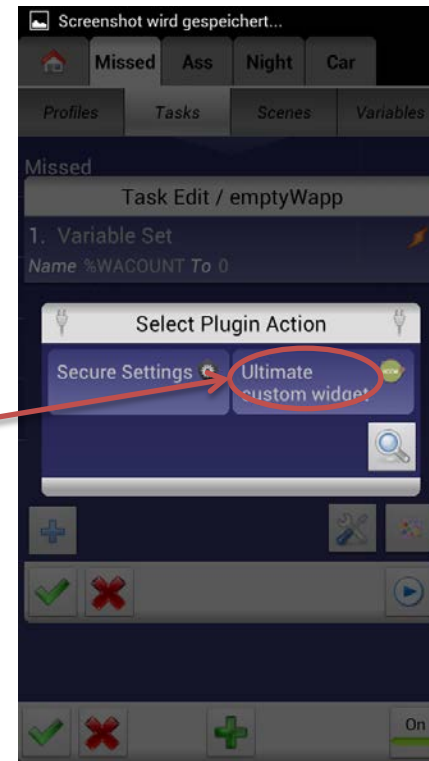 Screenshot wird gespeichert...
Missed Ass Night Car
Profiles Tasks Scenes Variables
Missed
Task Edit / emptyWapp
1. Variable Set
Name %WACOUNT To 0
Select Plugin Action
Secure Settings
Ultimate
custom widget
On